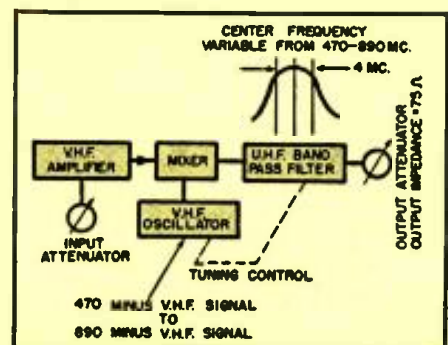 CENTER FREQUENCY
VARIABLE FROM 470-890 MC.
4 MC.
V.H.F.
AMPLIFIER
MIXER
U.H.F. BAND
PASS FILTER
OUTPUT ATTENUATOR
OUTPUT IMPEDANCE=75Ω
INPUT
ATTENUATOR
V.H.F.
OSCILLATOR
TUNING CONTROL
470 MINUS V.H.F. SIGNAL
TO
890 MINUS V.H.F. SIGNAL